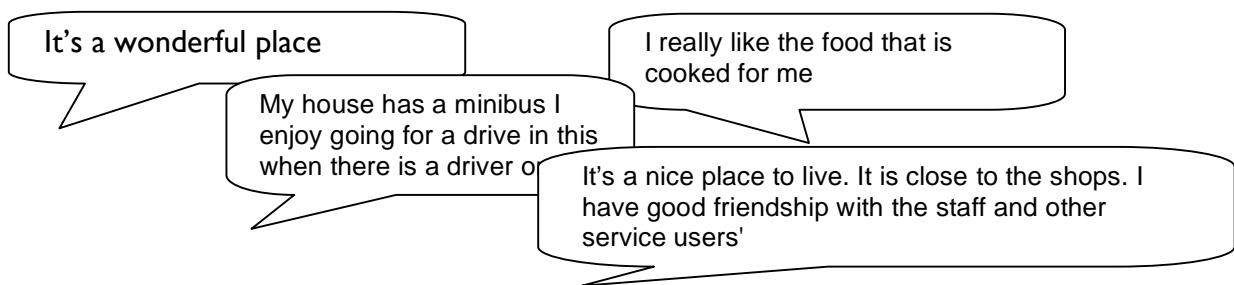 It's a wonderful place
I really like the food that is
cooked for me
My house has a minibus I
enjoy going for a drive in this
when there is a driver
It's a nice place to live. It is close to the shops. I
have good friendship with the staff and other
service users'